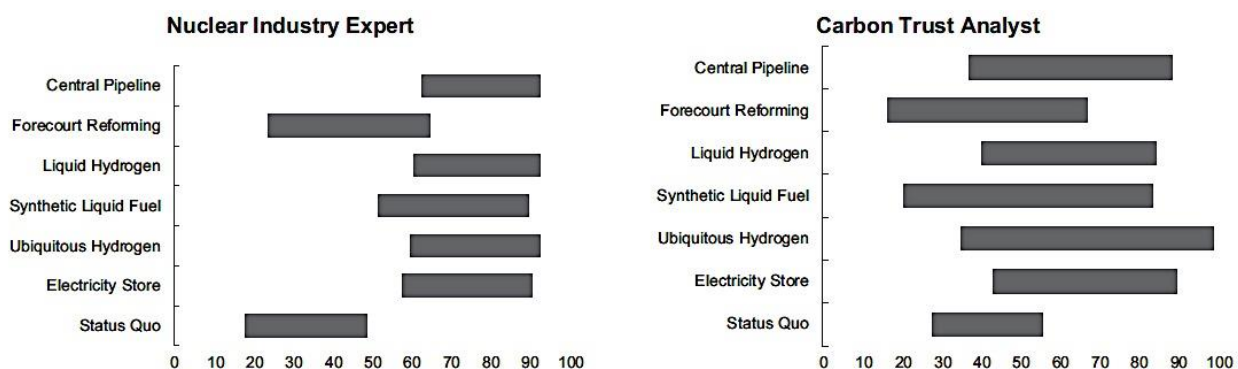 Nuclear Industry Expert
Central Pipeline
Forecourt Reforming
Liquid Hydrogen
Synthetic Liquid Fuel
Ubiquitous Hydrogen
Electricity Store
Status Quo
0 10 20 30 40 50 60 70 80 90 100
Carbon Trust Analyst
Central Pipeline
Forecourt Reforming
Liquid Hydrogen
Synthetic Liquid Fuel
Ubiquitous Hydrogen
Electricity Store
Status Quo
0 10 20 30 40 50 60 70 80 90 100